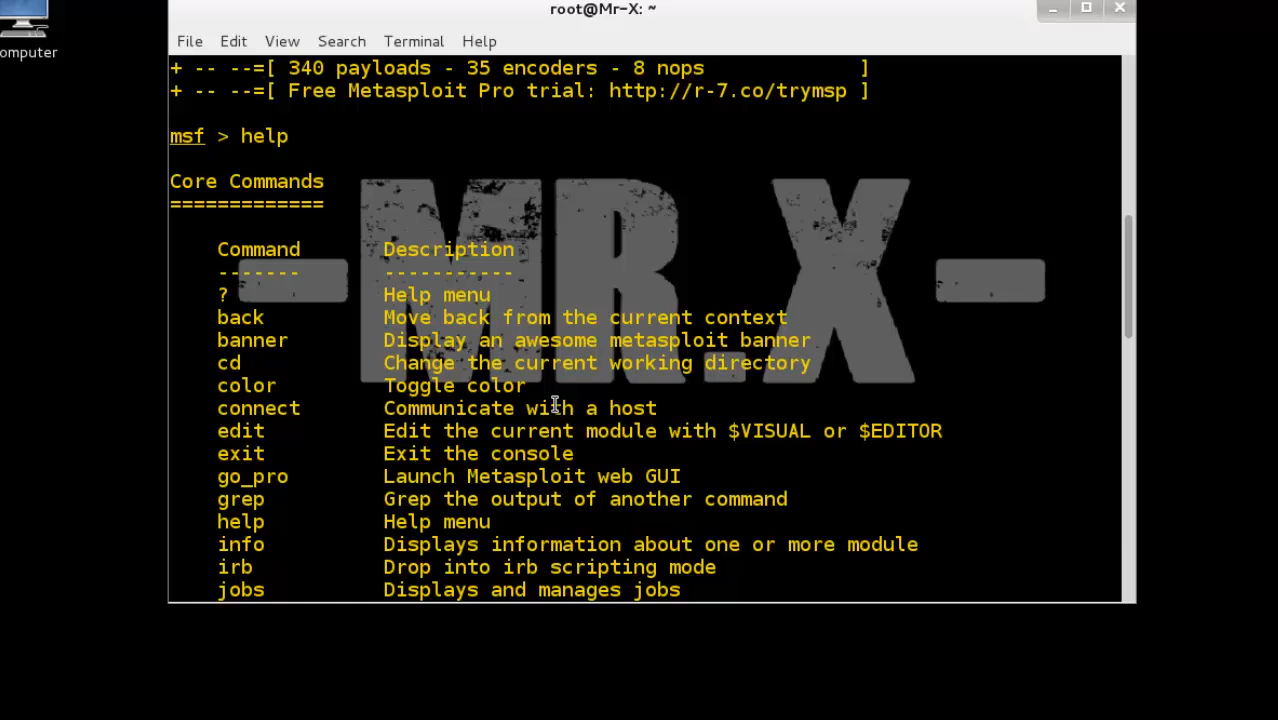 root@Mr-X: ~
omputer
File Edit View Search Terminal Help
+ -- --=[ 340 payloads - 35 encoders - 8 nops ]
+ -- --=[ Free Metasploit Pro trial: http://r-7.co/trymsp ]
msf > help
Core Commands
=============
Command Description
------- -----------
? Help menu
back Move back from the current context
banner Display an awesome metasploit banner
cd Change the current working directory
color Toggle color
connect Communicate with a host
edit Edit the current module with $VISUAL or $EDITOR
exit Exit the console
go_pro Launch Metasploit web GUI
grep Grep the output of another command
help Help menu
info Displays information about one or more module
irb Drop into irb scripting mode
jobs Displays and manages jobs
-MR.X-